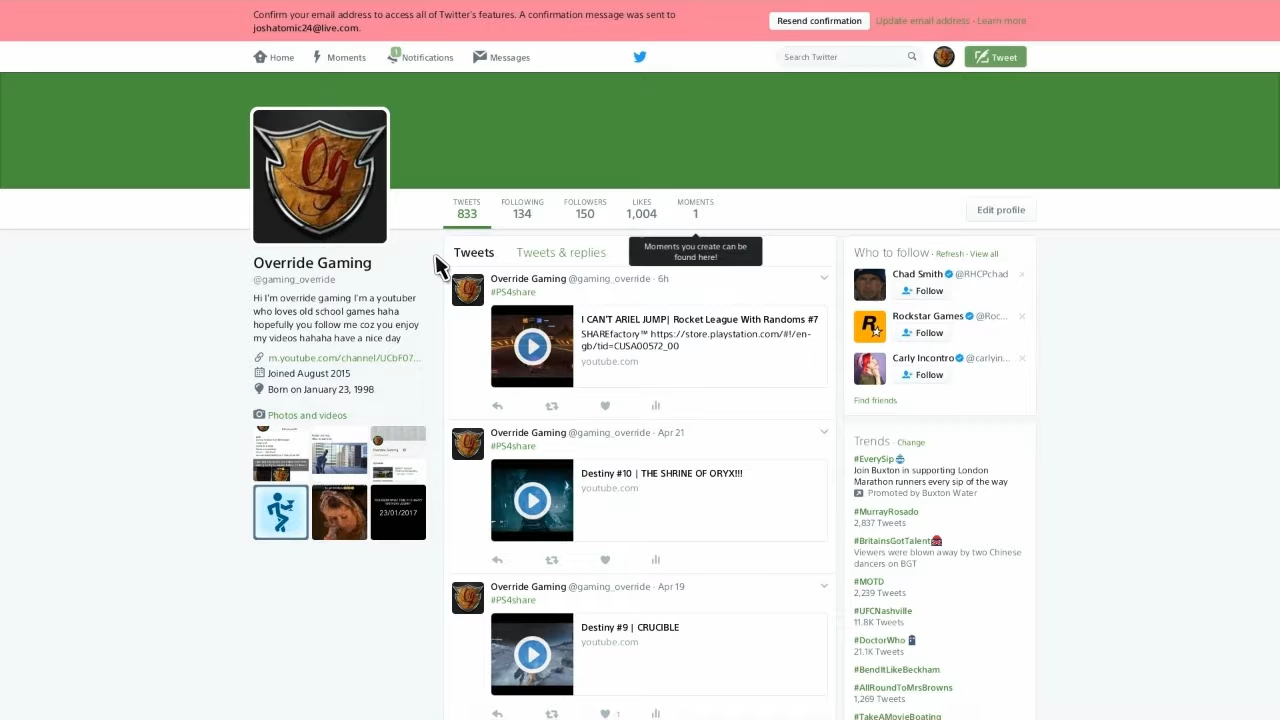 Confirm your email address to access all of Twitter's features. A confirmation message was sent to
joshatomic24@live.com.
Resend confirmation
Update email address · Learn more
Home
Moments
1
Notifications
Messages
Search Twitter
Tweet
Og
TWEETS
833
FOLLOWING
134
FOLLOWERS
150
LIKES
1,004
MOMENTS
1
Edit profile
Moments you create can be
found here!
Override Gaming
@gaming_override
Hi I'm override gaming I'm a youtuber
who loves old school games haha
hopefully you follow me coz you enjoy
my videos hahaha have a nice day
m.youtube.com/channel/UCbF07...
Joined August 2015
Born on January 23, 1998
Photos and videos
23/01/2017
Tweets
Tweets & replies
Override Gaming @gaming_override · 6h
#PS4share
I CAN'T ARIEL JUMP| Rocket League With Randoms #7
SHAREfactory™ https://store.playstation.com/#!/en-
gb/tid=CUSA00572_00
youtube.com
Override Gaming @gaming_override · Apr 21
#PS4share
Destiny #10 | THE SHRINE OF ORYX!!!
youtube.com
Override Gaming @gaming_override · Apr 19
#PS4share
Destiny #9 | CRUCIBLE
youtube.com
1
Who to follow · Refresh · View all
Chad Smith @RHCPchad
Follow
Rockstar Games @Roc...
Follow
Carly Incontro @carlyin...
Follow
Find friends
Trends · Change
#EverySip
Join Buxton in supporting London
Marathon runners every sip of the way
Promoted by Buxton Water
#MurrayRosado
2,837 Tweets
#BritainsGotTalent
Viewers were blown away by two Chinese
dancers on BGT
#MOTD
2,239 Tweets
#UFCNashville
11.8K Tweets
#DoctorWho
21.1K Tweets
#BendItLikeBeckham
#AllRoundToMrsBrowns
1,269 Tweets
#TakeAMovieBoating